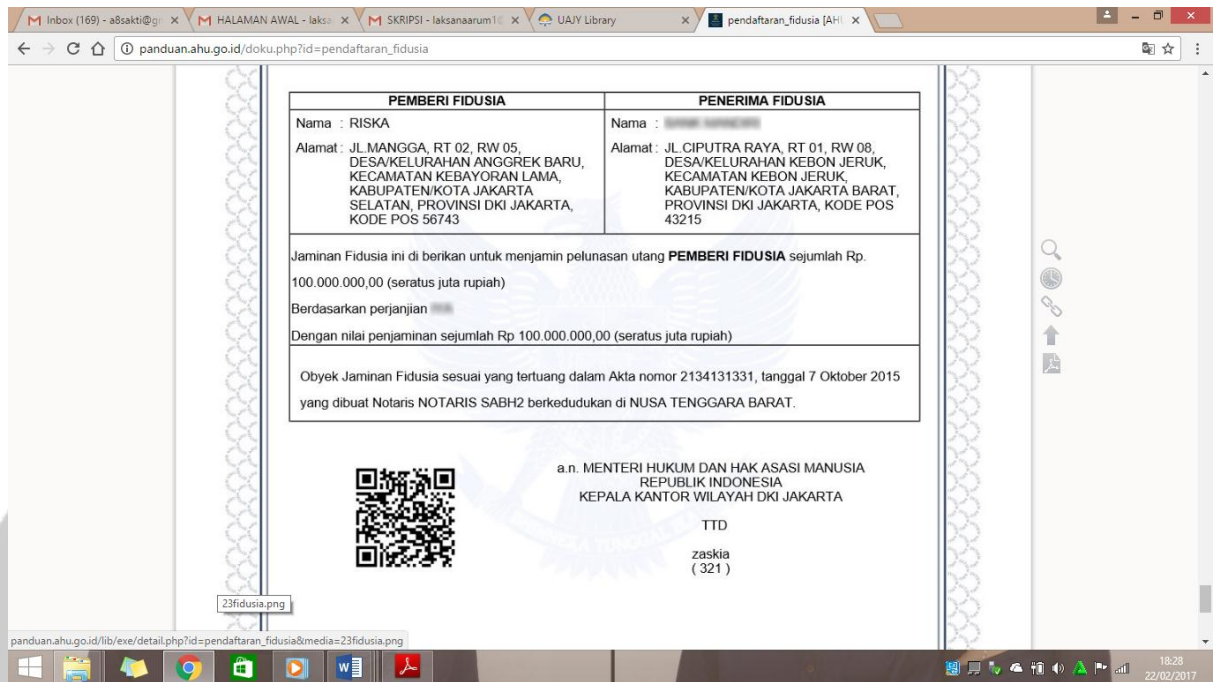 Inbox (169) - a8sakti@g
HALAMAN AWAL - laksa
SKRIPSI - laksanaarum1
UAJY Library
pendaftaran_fidusia [AH
panduan.ahu.go.id/doku.php?id=pendaftaran_fidusia
PEMBERI FIDUSIA
Nama : RISKA
Alamat : JL.MANGGA, RT 02, RW 05,
DESA/KELURAHAN ANGGREK BARU,
KECAMATAN KEBAYORAN LAMA,
KABUPATEN/KOTA JAKARTA
SELATAN, PROVINSI DKI JAKARTA,
KODE POS 56743
PENERIMA FIDUSIA
Nama :
Alamat : JL.CIPUTRA RAYA, RT 01, RW 08,
DESA/KELURAHAN KEBON JERUK,
KECAMATAN KEBON JERUK,
KABUPATEN/KOTA JAKARTA BARAT,
PROVINSI DKI JAKARTA, KODE POS
43215
Jaminan Fidusia ini di berikan untuk menjamin pelunasan utang PEMBERI FIDUSIA sejumlah Rp.
100.000.000,00 (seratus juta rupiah)
Berdasarkan perjanjian
Dengan nilai penjaminan sejumlah Rp 100.000.000,00 (seratus juta rupiah)
Obyek Jaminan Fidusia sesuai yang tertuang dalam Akta nomor 2134131331, tanggal 7 Oktober 2015
yang dibuat Notaris NOTARIS SABH2 berkedudukan di NUSA TENGGARA BARAT.
a.n. MENTERI HUKUM DAN HAK ASASI MANUSIA
REPUBLIK INDONESIA
KEPALA KANTOR WILAYAH DKI JAKARTA
TTD
zaskia
( 321 )
23fidusia.png
panduan.ahu.go.id/lib/exe/detail.php?id=pendaftaran_fidusia&media=23fidusia.png
18:28
22/02/2017